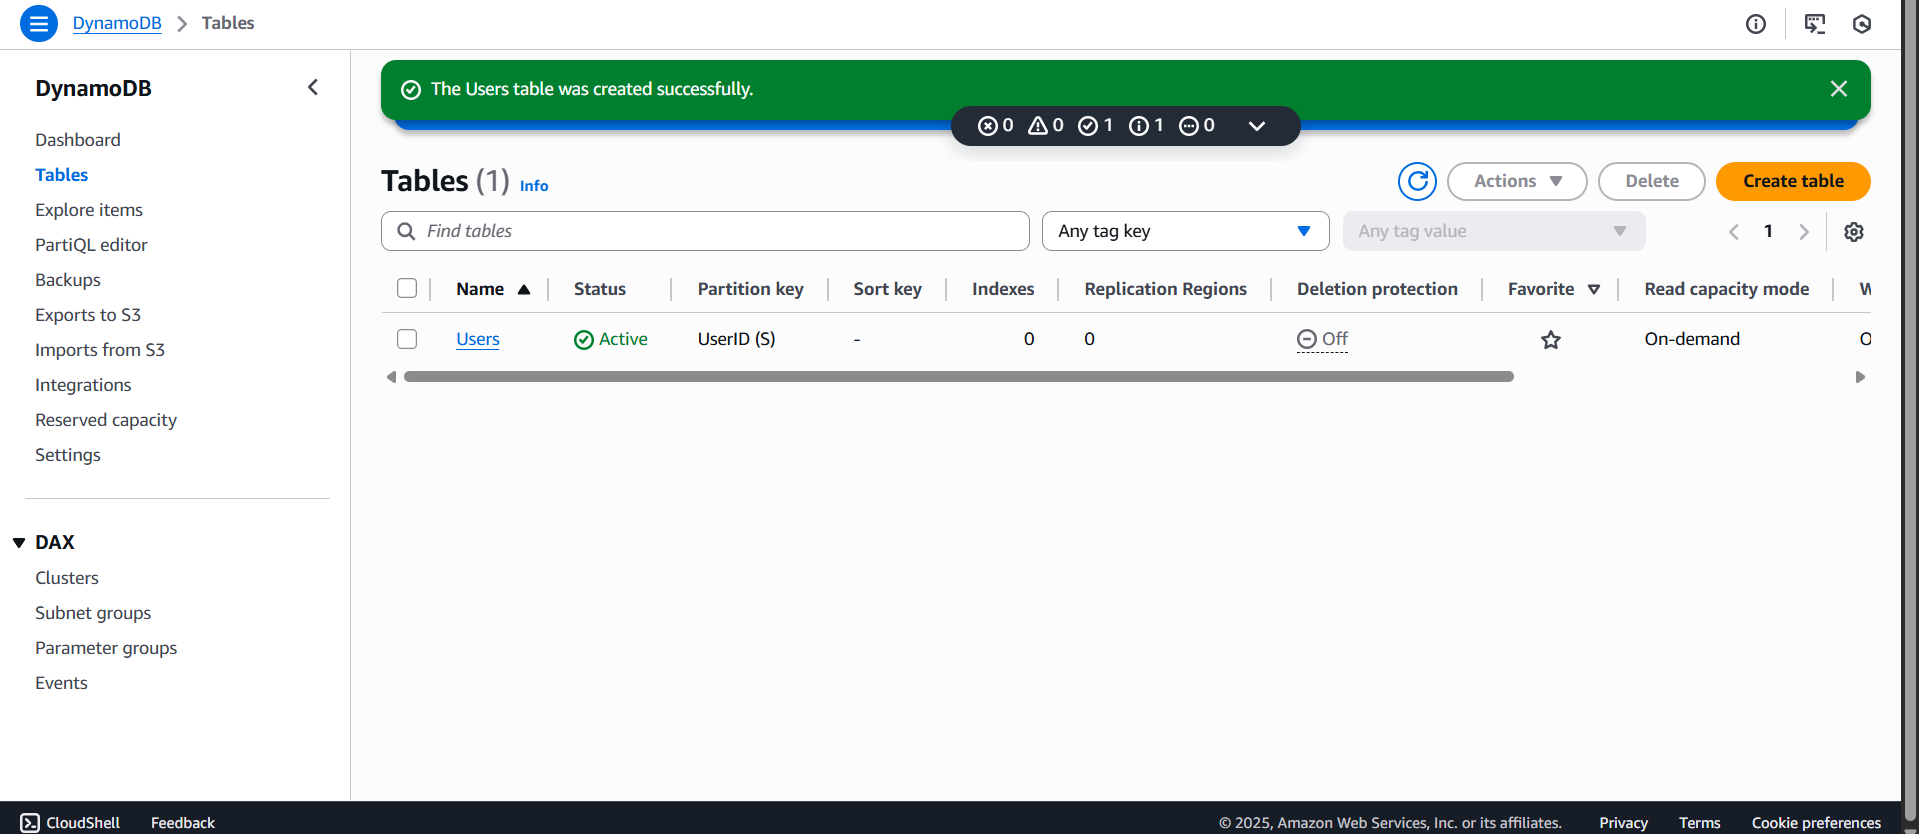 DynamoDB > Tables
DynamoDB
Dashboard
Tables
Explore items
PartiQL editor
Backups
Exports to S3
Imports from S3
Integrations
Reserved capacity
Settings
DAX
Clusters
Subnet groups
Parameter groups
Events
The Users table was created successfully.
0 0 1 1 0
Tables (1) Info
Actions Delete Create table
Find tables Any tag key Any tag value 1
Name Status Partition key Sort key Indexes Replication Regions Deletion protection Favorite Read capacity mode W
Users Active UserID (S) - 0 0 Off On-demand O
CloudShell Feedback © 2025, Amazon Web Services, Inc. or its affiliates. Privacy Terms Cookie preferences